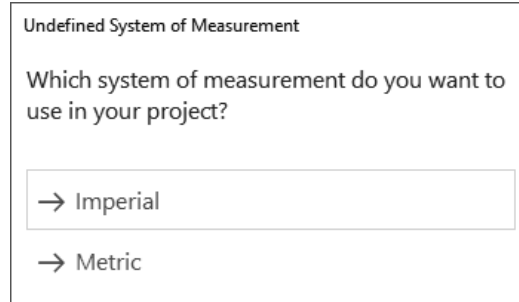 Undefined System of Measurement
Which system of measurement do you want to
use in your project?
→ Imperial
→ Metric